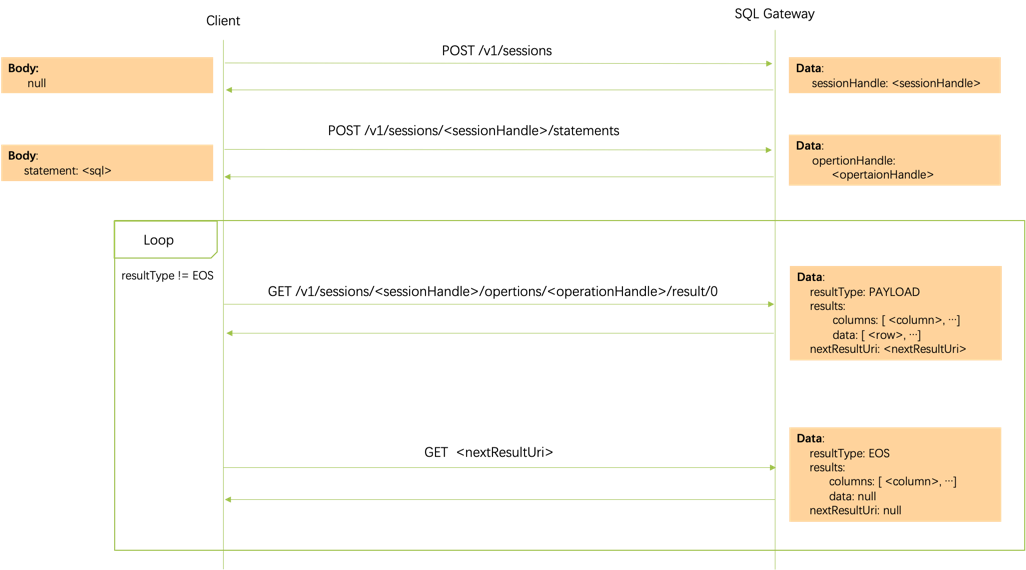 Client
SQL Gateway
POST /v1/sessions
Body:
null
Data:
sessionHandle: <sessionHandle>
POST /v1/sessions/<sessionHandle>/statements
Body:
statement: <sql>
Data:
opertionHandle:
<opertaionHandle>
Loop
resultType != EOS
GET /v1/sessions/<sessionHandle>/opertions/<operationHandle>/result/0
Data:
resultType: PAYLOAD
results:
columns: [ <column>, ···]
data: [ <row>, ···]
nextResultUri: <nextResultUri>
GET <nextResultUri>
Data:
resultType: EOS
results:
columns: [ <column>, ···]
data: null
nextResultUri: null